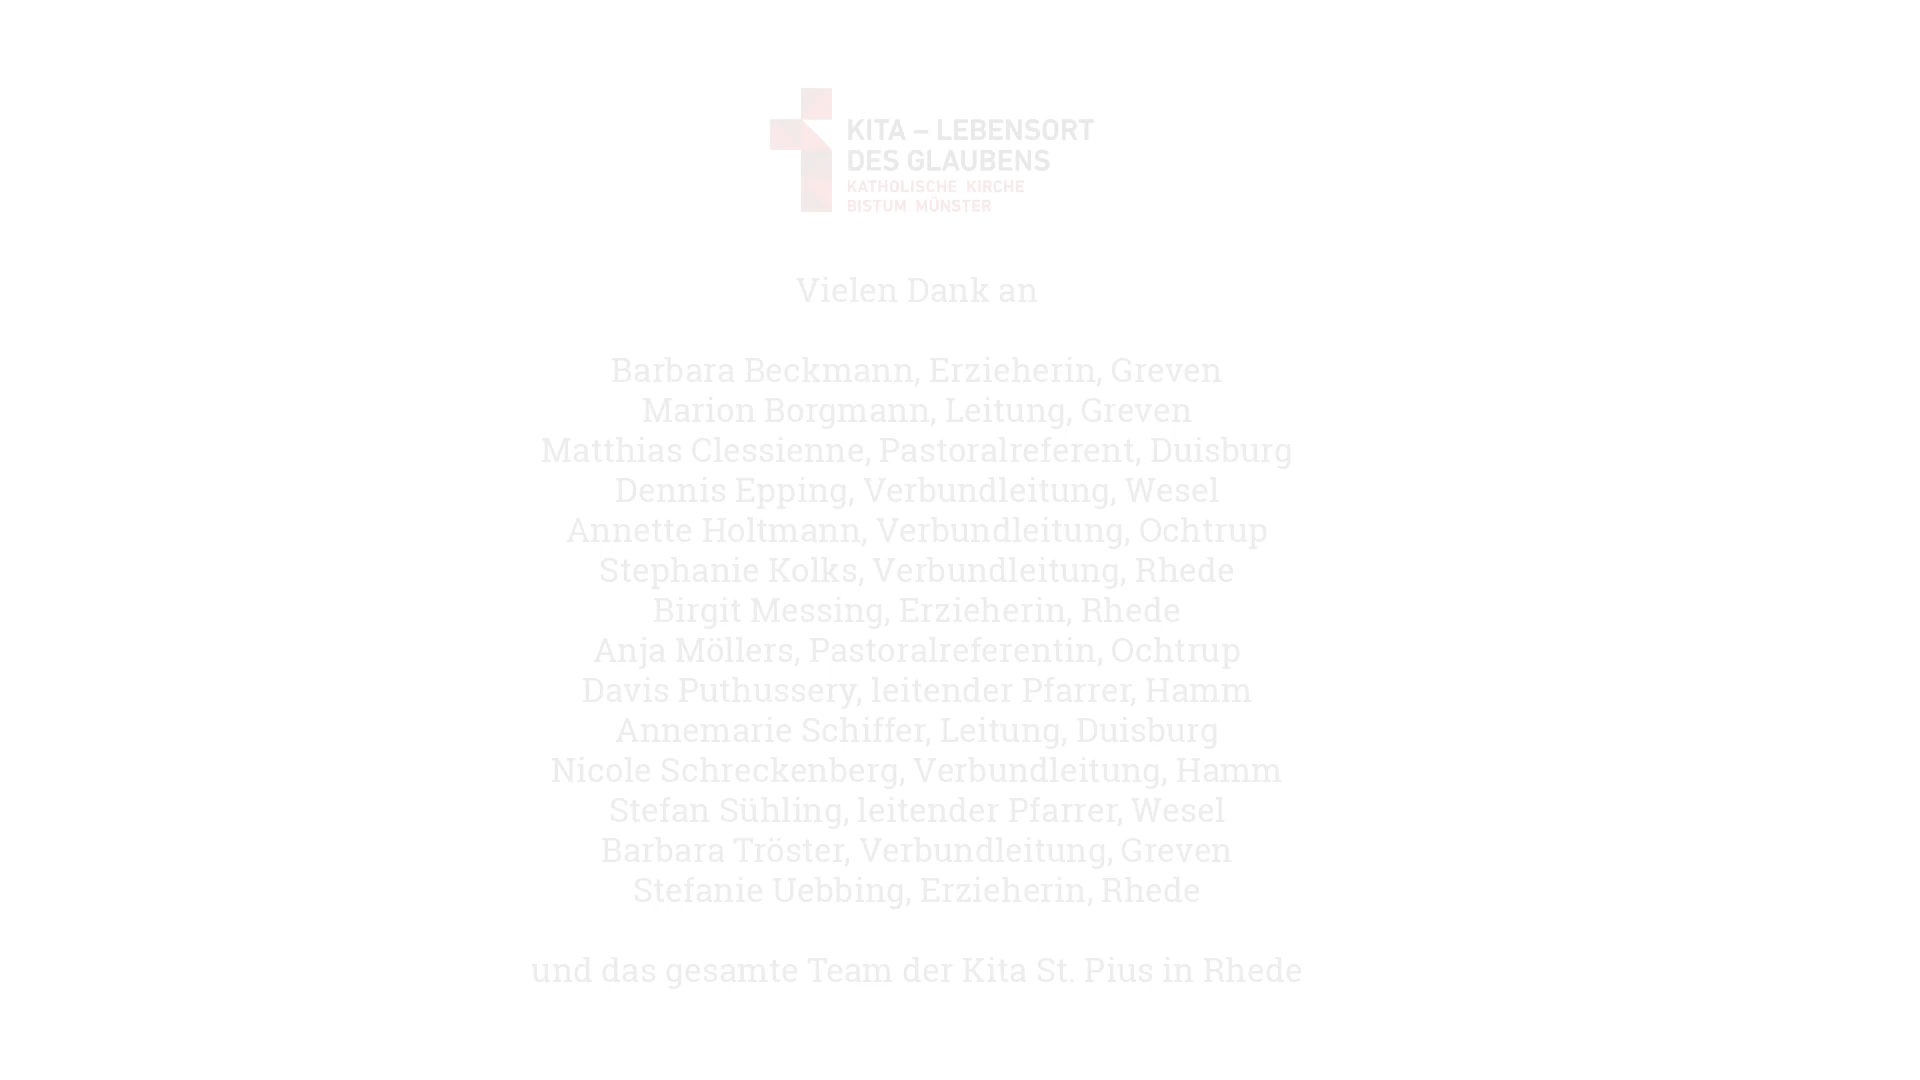 KITA – LEBENSORT
DES GLAUBENS
KATHOLISCHE KIRCHE
BISTUM MÜNSTER
Vielen Dank an
Barbara Beckmann, Erzieherin, Greven
Marion Borgmann, Leitung, Greven
Matthias Clessienne, Pastoralreferent, Duisburg
Dennis Epping, Verbundleitung, Wesel
Annette Holtmann, Verbundleitung, Ochtrup
Stephanie Kolks, Verbundleitung, Rhede
Birgit Messing, Erzieherin, Rhede
Anja Möllers, Pastoralreferentin, Ochtrup
Davis Puthussery, leitender Pfarrer, Hamm
Annemarie Schiffer, Leitung, Duisburg
Nicole Schreckenberg, Verbundleitung, Hamm
Stefan Sühling, leitender Pfarrer, Wesel
Barbara Tröster, Verbundleitung, Greven
Stefanie Uebbing, Erzieherin, Rhede
und das gesamte Team der Kita St. Pius in Rhede